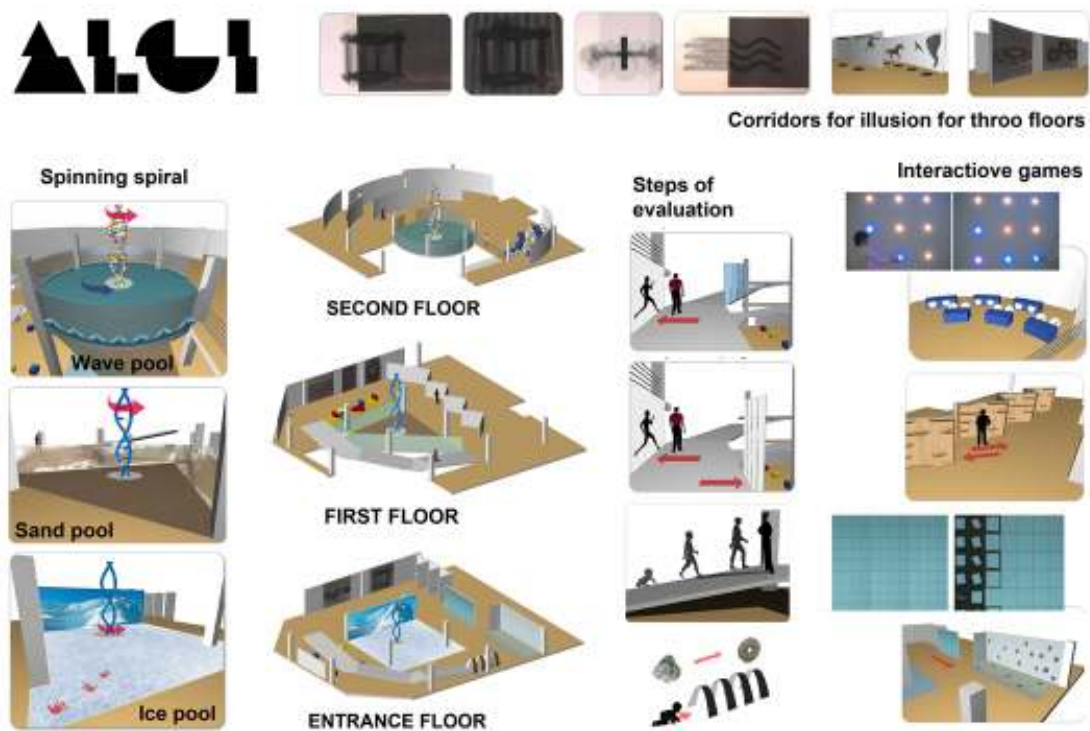 ALGI
Corridors for illusion for throo floors
Spinning spiral
Wave pool
Sand pool
Ice pool
SECOND FLOOR
FIRST FLOOR
ENTRANCE FLOOR
Steps of
evaluation
Interactiove games